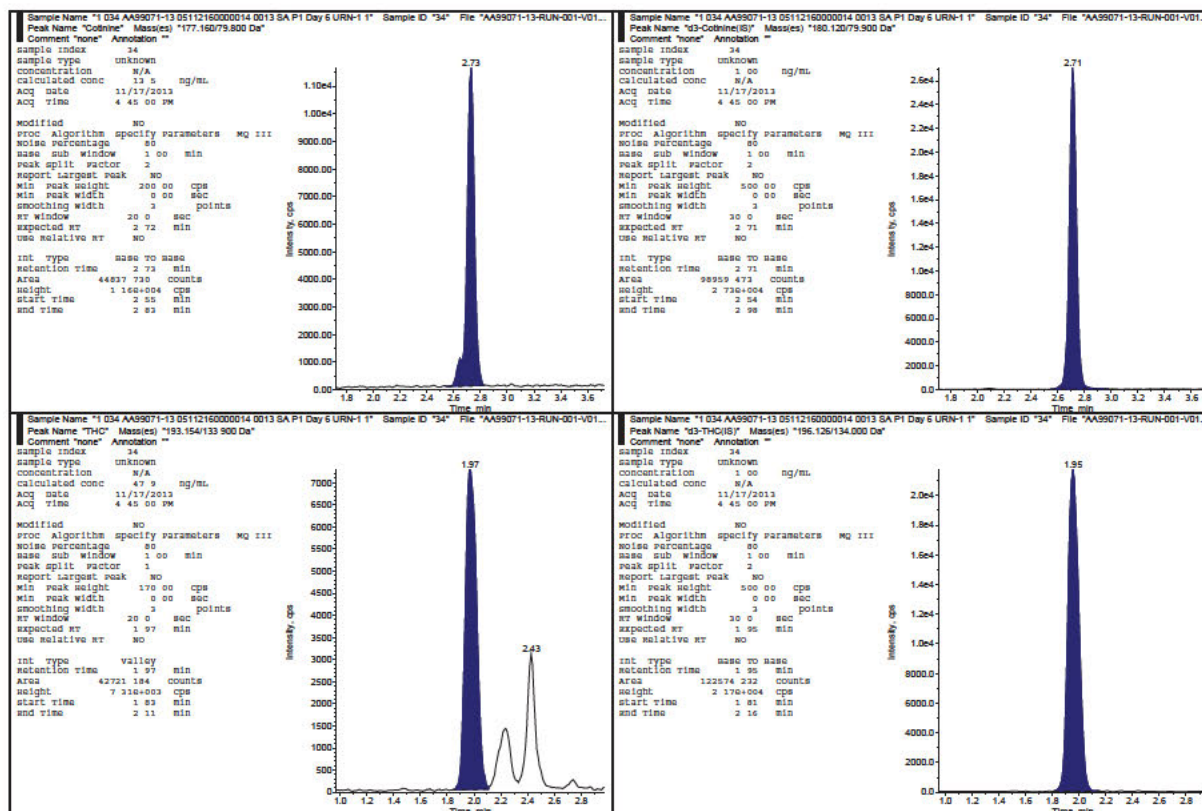 Sample Name "1 034 AA99071-13 05112160000014 0013 SA P1 Day 6 URN-1 1" Sample ID "34" File "AA99071-13-RUN-001-V01...
Peak Name "Cotinine" Mass(es) "177.160/79.800 Da"
Comment "none" Annotation ""
sample index 34
sample type unknown
concentration N/A
calculated conc 13 5 ng/mL
Acq Date 11/17/2013
Acq Time 4 45 00 PM
Modified NO
Proc Algorithm specify Parameters MQ III
Noise Percentage 80
Base Sub Window 1 00 min
Peak Split Factor 2
Report Largest Peak NO
Min Peak Height 200 00 cps
Min Peak Width 0 00 sec
smoothing width 3 points
RT Window 20 0 sec
Expected RT 2 72 min
Use Relative RT NO
Int Type Base To Base
Retention Time 2 73 min
Area 44837 730 counts
Height 1 16e+004 cps
Start Time 2 55 min
End Time 2 83 min
2.73
Intensity, cps
1.10e4
1.00e4
9000.00
8000.00
7000.00
6000.00
5000.00
4000.00
3000.00
2000.00
1000.00
0.00
1.8 2.0 2.2 2.4 2.6 2.8 3.0 3.2 3.4 3.6
Time, min
Sample Name "1 034 AA99071-13 05112160000014 0013 SA P1 Day 6 URN-1 1" Sample ID "34" File "AA99071-13-RUN-001-V01...
Peak Name "d3-Cotinine(IS)" Mass(es) "180.120/79.900 Da"
Comment "none" Annotation ""
sample index 34
sample type unknown
concentration 1 00 ng/mL
calculated conc N/A
Acq Date 11/17/2013
Acq Time 4 45 00 PM
Modified NO
Proc Algorithm specify Parameters MQ III
Noise Percentage 80
Base Sub Window 1 00 min
Peak Split Factor 2
Report Largest Peak NO
Min Peak Height 500 00 cps
Min Peak Width 0 00 sec
smoothing width 3 points
RT Window 30 0 sec
Expected RT 2 71 min
Use Relative RT NO
Int Type Base To Base
Retention Time 2 71 min
Area 98959 473 counts
Height 2 73e+004 cps
Start Time 2 54 min
End Time 2 98 min
2.71
Intensity, cps
2.6e4
2.4e4
2.2e4
2.0e4
1.8e4
1.6e4
1.4e4
1.2e4
1.0e4
8000.0
6000.0
4000.0
2000.0
0.0
1.8 2.0 2.2 2.4 2.6 2.8 3.0 3.2 3.4 3.6
Time, min
Sample Name "1 034 AA99071-13 05112160000014 0013 SA P1 Day 6 URN-1 1" Sample ID "34" File "AA99071-13-RUN-001-V01...
Peak Name "THC" Mass(es) "193.154/133.900 Da"
Comment "none" Annotation ""
sample index 34
sample type unknown
concentration N/A
calculated conc 47 9 ng/mL
Acq Date 11/17/2013
Acq Time 4 45 00 PM
Modified NO
Proc Algorithm specify Parameters MQ III
Noise Percentage 80
Base Sub Window 1 00 min
Peak Split Factor 1
Report Largest Peak NO
Min Peak Height 170 00 cps
Min Peak Width 0 00 sec
smoothing width 3 points
RT Window 20 0 sec
Expected RT 1 97 min
Use Relative RT NO
Int Type Valley
Retention Time 1 97 min
Area 42721 184 counts
Height 7 31e+003 cps
Start Time 1 83 min
End Time 2 11 min
1.97
2.43
Intensity, cps
7000
6500
6000
5500
5000
4500
4000
3500
3000
2500
2000
1500
1000
500
0
1.0 1.2 1.4 1.6 1.8 2.0 2.2 2.4 2.6 2.8
Time, min
Sample Name "1 034 AA99071-13 05112160000014 0013 SA P1 Day 6 URN-1 1" Sample ID "34" File "AA99071-13-RUN-001-V01...
Peak Name "d3-THC(IS)" Mass(es) "196.126/134.000 Da"
Comment "none" Annotation ""
sample index 34
sample type unknown
concentration 1 00 ng/mL
calculated conc N/A
Acq Date 11/17/2013
Acq Time 4 45 00 PM
Modified NO
Proc Algorithm specify Parameters MQ III
Noise Percentage 80
Base Sub Window 1 00 min
Peak Split Factor 2
Report Largest Peak NO
Min Peak Height 500 00 cps
Min Peak Width 0 00 sec
smoothing width 3 points
RT Window 30 0 sec
Expected RT 1 95 min
Use Relative RT NO
Int Type Base To Base
Retention Time 1 95 min
Area 122574 232 counts
Height 2 17e+004 cps
Start Time 1 81 min
End Time 2 16 min
1.95
Intensity, cps
2.0e4
1.8e4
1.6e4
1.4e4
1.2e4
1.0e4
8000.0
6000.0
4000.0
2000.0
0.0
1.0 1.2 1.4 1.6 1.8 2.0 2.2 2.4 2.6 2.8
Time, min